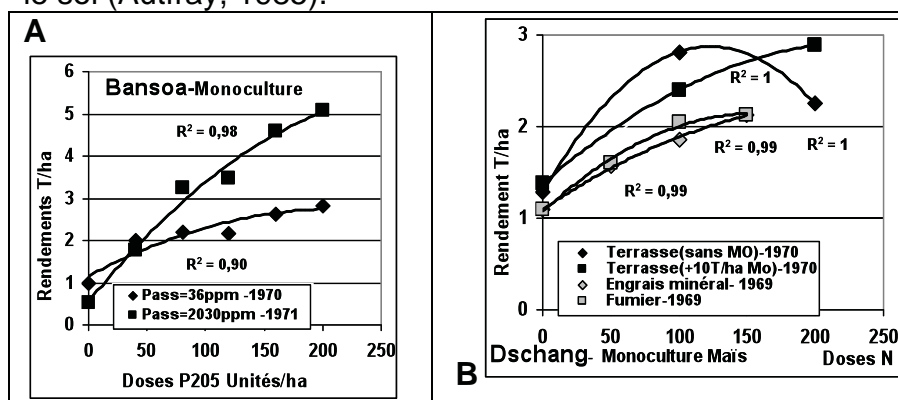 le sol (Autfray, 1985).
A
Bansoa-Monoculture
Rendements T/ha
6
5
4
3
2
1
0
R² = 0,98
R² = 0,90
Pass=36ppm -1970
Pass=2030ppm -1971
0 50 100 150 200 250
Doses P205 Unités/ha
B
Rendement T/ha
3
2
1
0
R² = 1
R² = 0,99
R² = 1
R² = 0,99
Terrasse(sans MO)-1970
Terrasse(+10T/ha Mo)-1970
Engrais minéral- 1969
Fumier-1969
0 50 100 150 200 250
Dschang- Monoculture Maïs Doses N